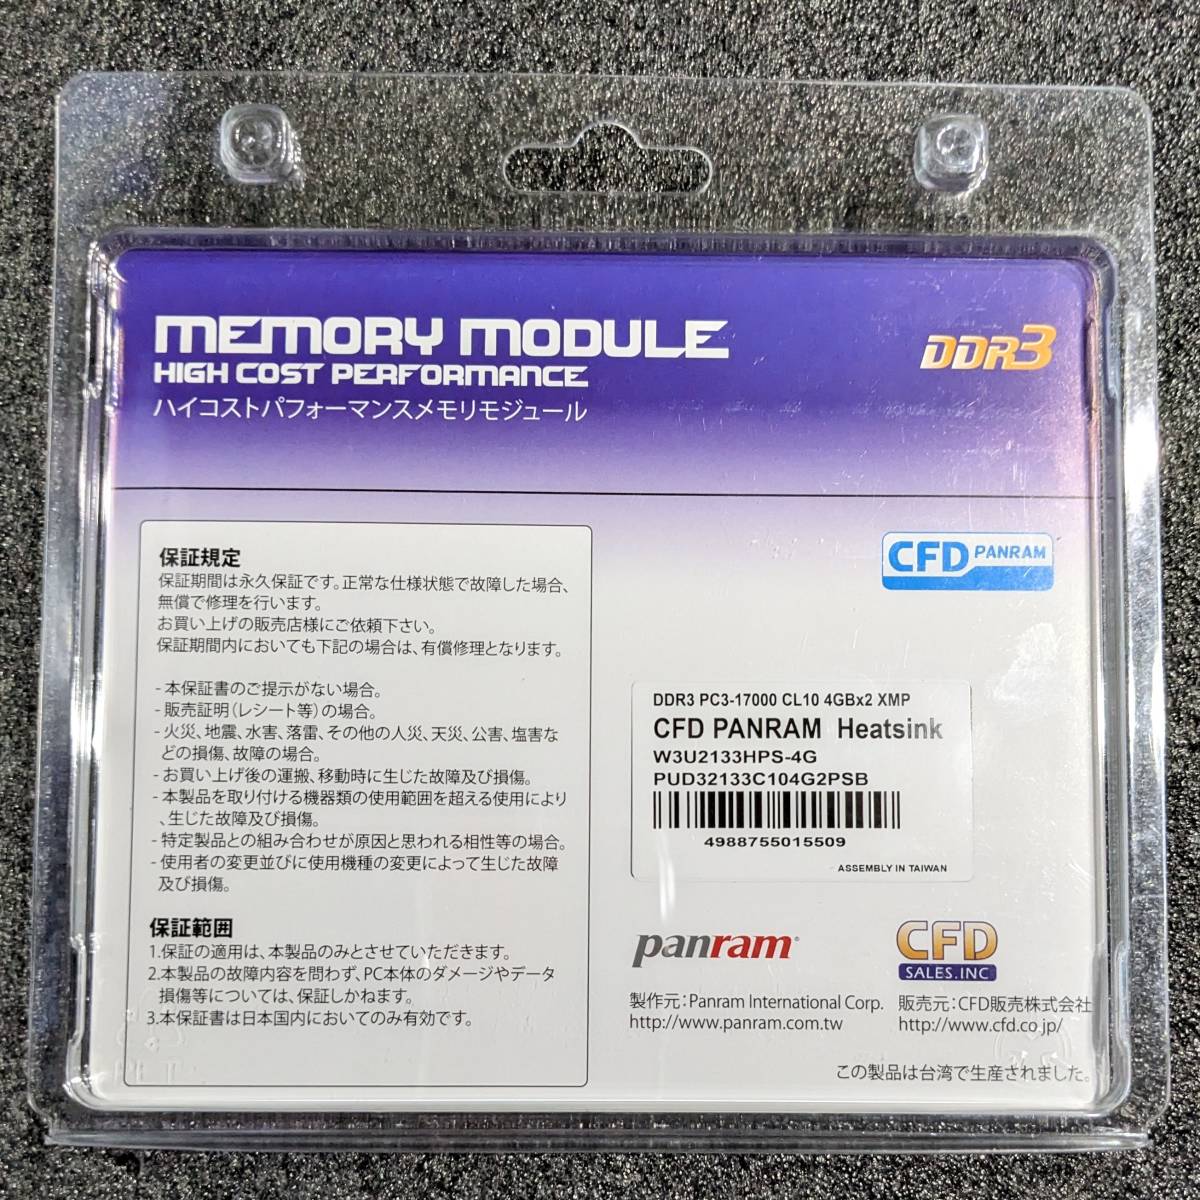 MEMORY MODULE
HIGH COST PERFORMANCE
ハイコストパフォーマンスメモリモジュール
DDR3
CFD PANRAM
保証規定
保証期間は永久保証です。正常な仕様状態で故障した場合、
無償で修理を行います。
お買い上げの販売店様にご依頼下さい。
保証期間内においても下記の場合は、有償修理となります。
- 本保証書のご提示がない場合。
- 販売証明（レシート等）の場合。
- 火災、地震、水害、落雷、その他の人災、天災、公害、塩害な
どの損傷、故障の場合。
- お買い上げ後の運搬、移動時に生じた故障及び損傷。
- 本製品を取り付ける機器類の使用範囲を超える使用により
、生じた故障及び損傷。
- 特定製品との組み合わせが原因と思われる相性等の場合。
- 使用者の変更並びに使用機種の変更によって生じた故障
及び損傷。
保証範囲
1.保証の適用は、本製品のみとさせていただきます。
2.本製品の故障内容を問わず、PC本体のダメージやデータ
損傷等については、保証しかねます。
3.本保証書は日本国内においてのみ有効です。
DDR3 PC3-17000 CL10 4GBx2 XMP
CFD PANRAM Heatsink
W3U2133HPS-4G
PUD32133C104G2PSB
4988755015509
ASSEMBLY IN TAIWAN
panram
製作元：Panram International Corp.
http://www.panram.com.tw
CFD
SALES.INC
販売元：CFD販売株式会社
http://www.cfd.co.jp/
この製品は台湾で生産されました。